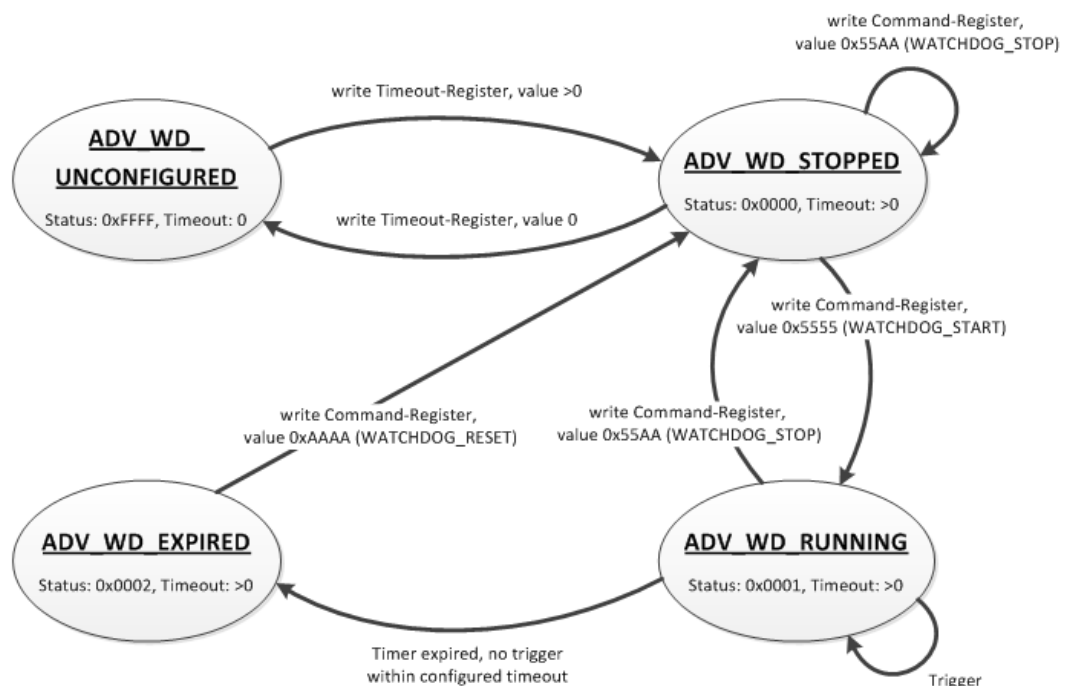 write Command-Register,
value 0x55AA (WATCHDOG_STOP)
write Timeout-Register, value >0
ADV_WD_
UNCONFIGURED
Status: 0xFFFF, Timeout: 0
ADV_WD_STOPPED
Status: 0x0000, Timeout: >0
write Timeout-Register, value 0
write Command-Register,
value 0x5555 (WATCHDOG_START)
write Command-Register,
value 0xAAAA (WATCHDOG_RESET)
write Command-Register,
value 0x55AA (WATCHDOG_STOP)
ADV_WD_EXPIRED
Status: 0x0002, Timeout: >0
ADV_WD_RUNNING
Status: 0x0001, Timeout: >0
Timer expired, no trigger
within configured timeout
Trigger